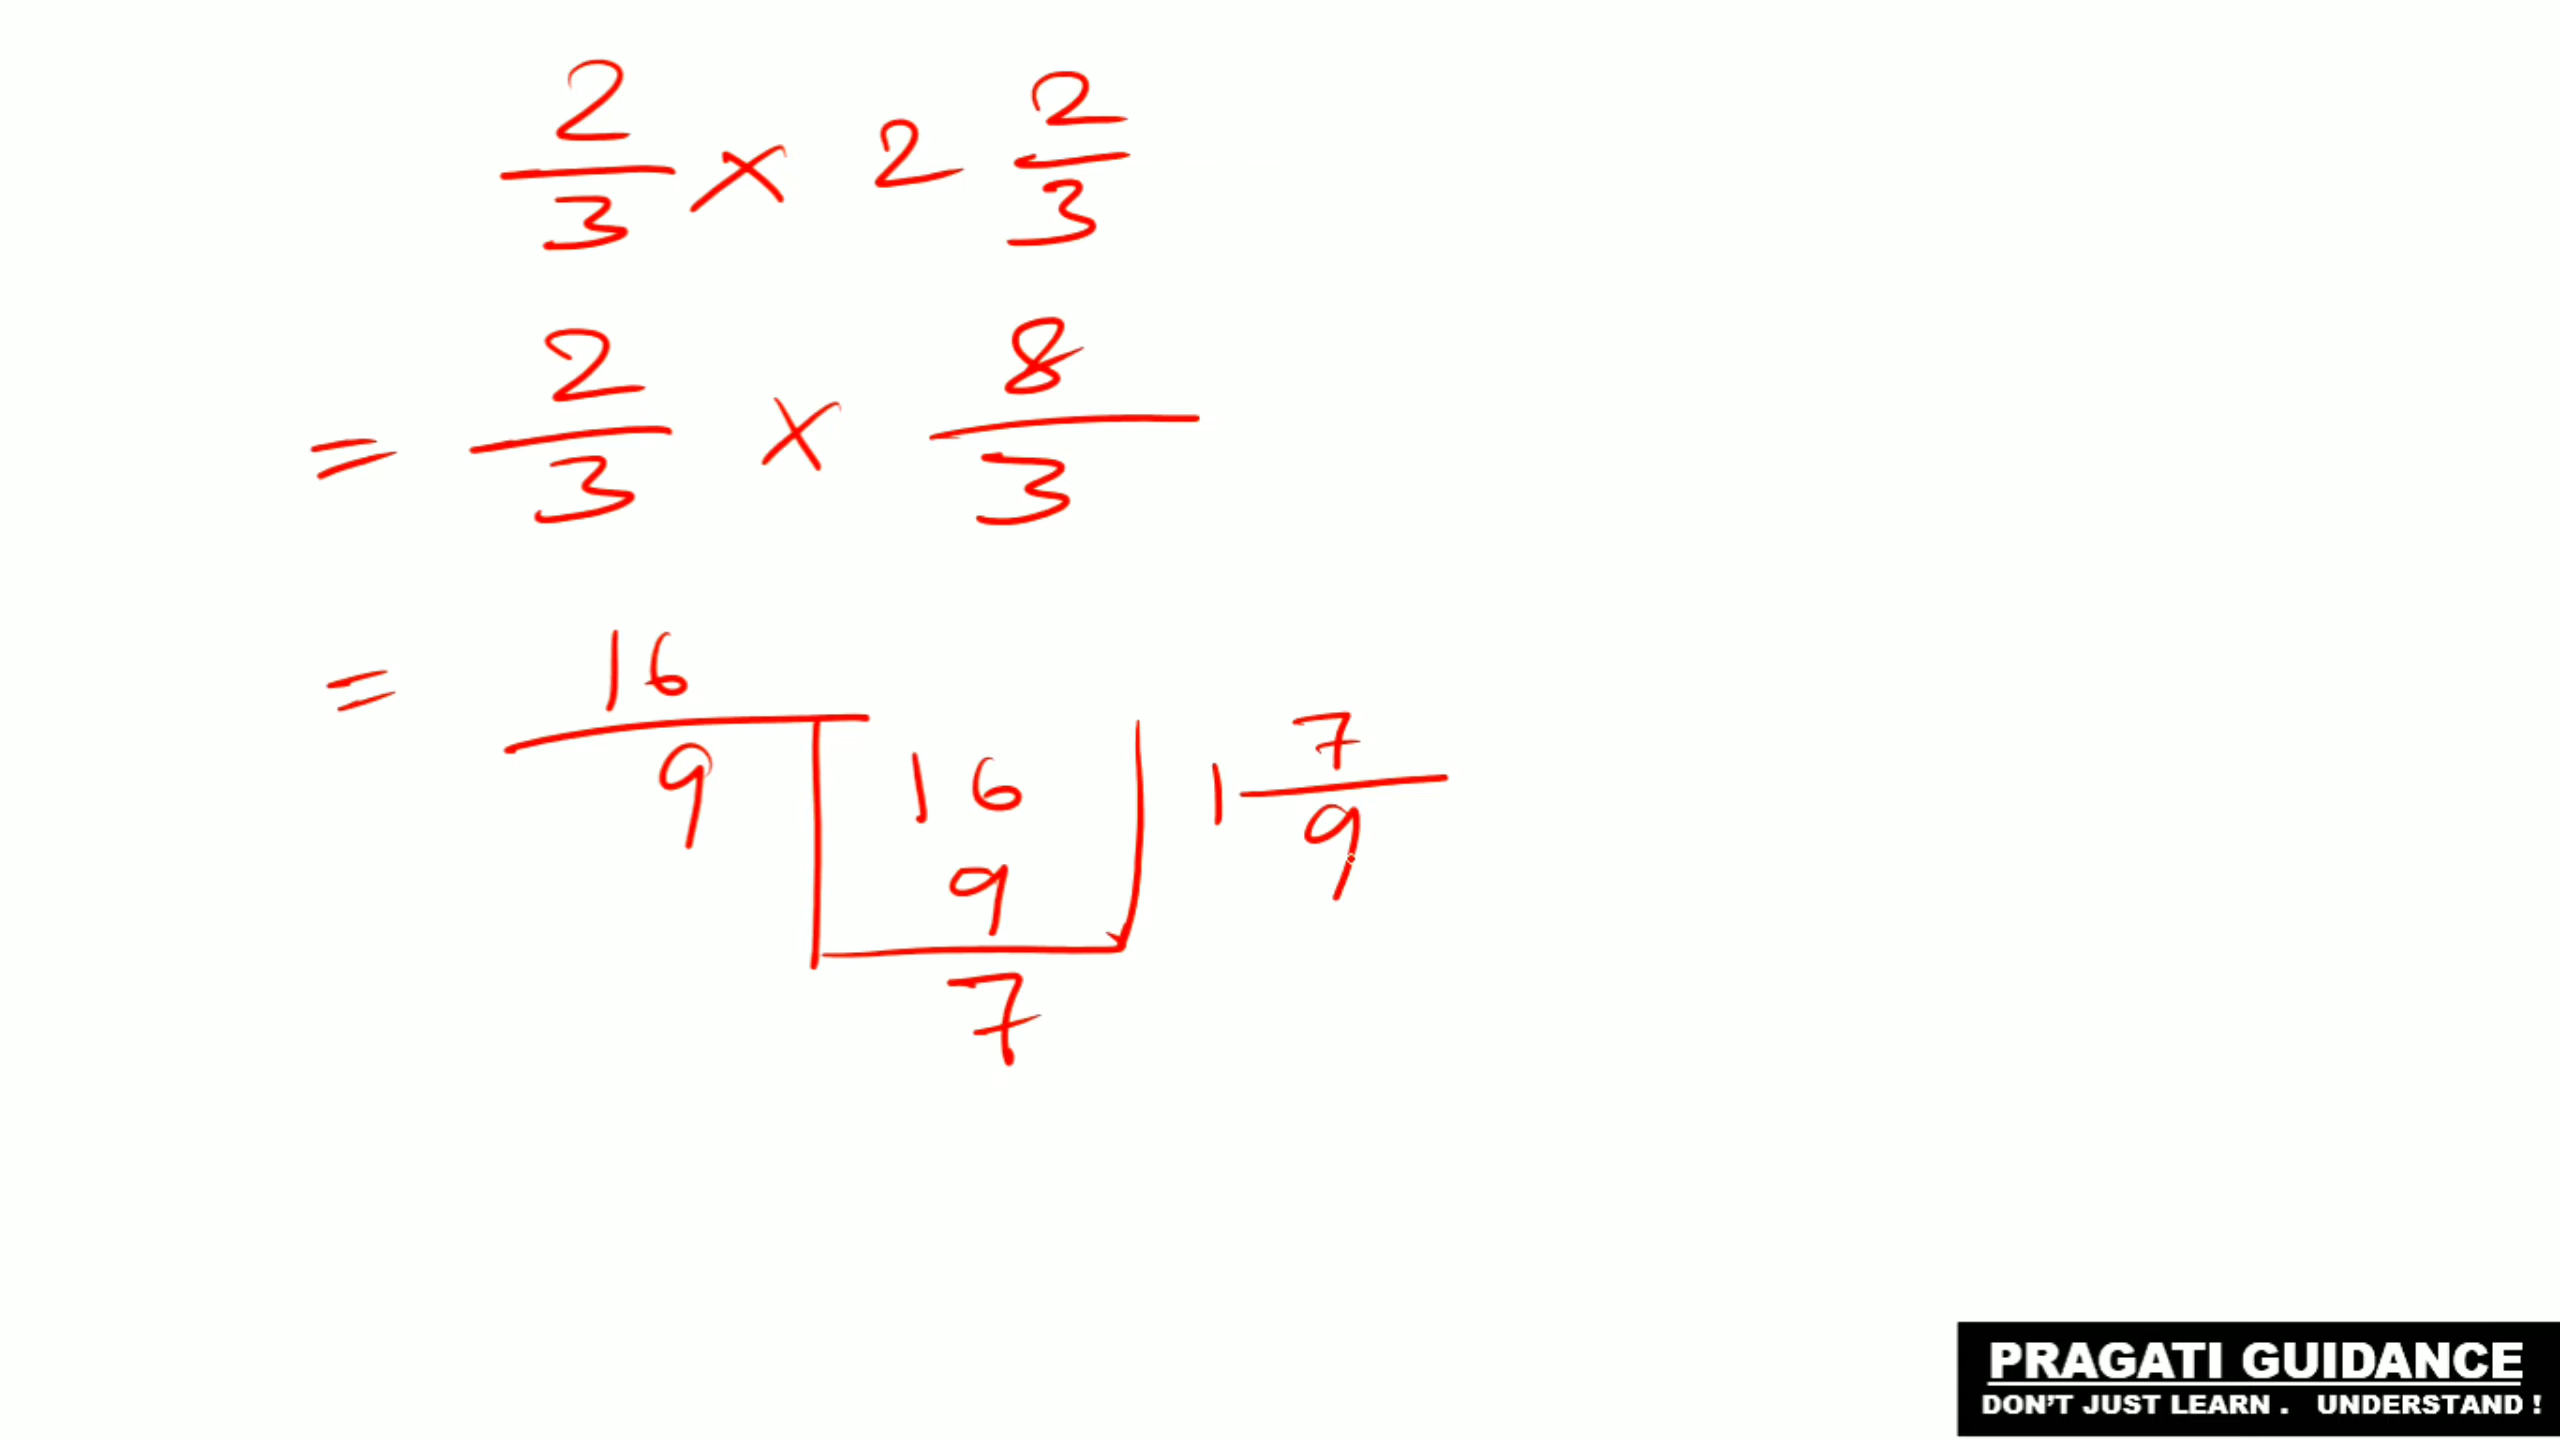 2/3 × 2 2/3
= 2/3 × 8/3
= 16/9
16
9
7
1 7/9
PRAGATI GUIDANCE
DON'T JUST LEARN . UNDERSTAND !